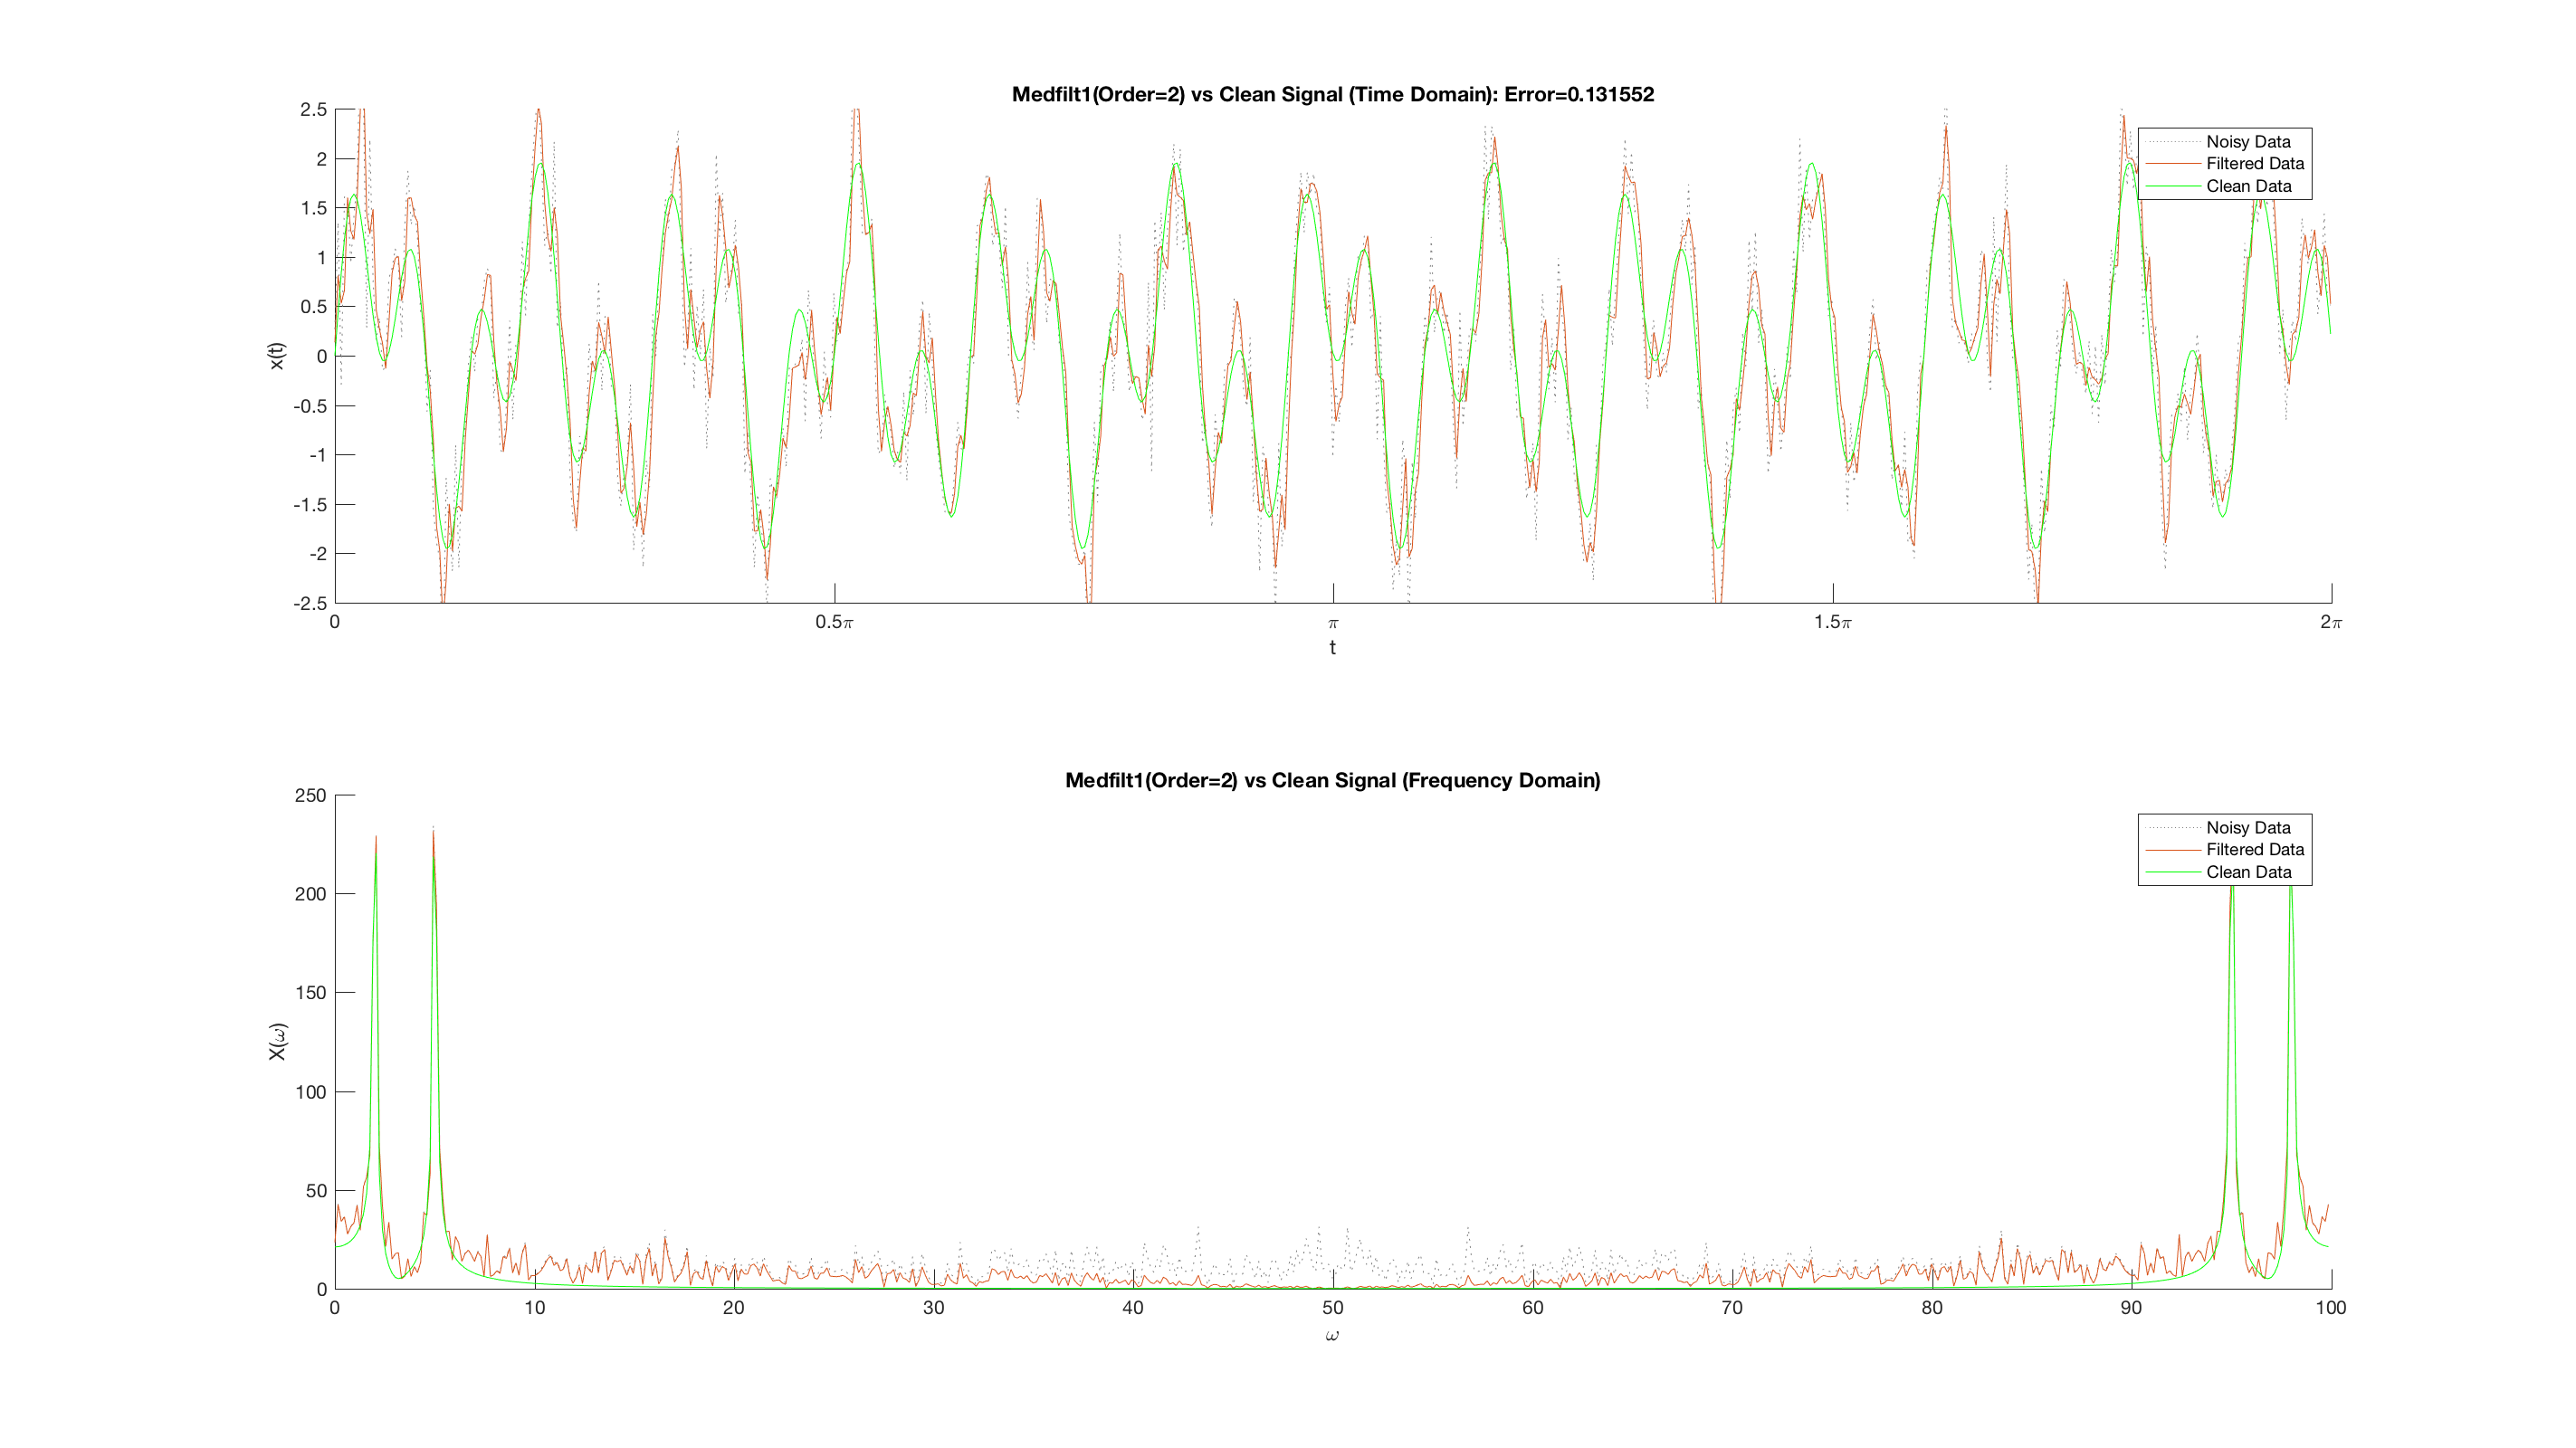 Medfilt1(Order=2) vs Clean Signal (Time Domain): Error=0.131552
2.5
2
1.5
1
0.5
0
-0.5
-1
-1.5
-2
-2.5
x(t)
Noisy Data
Filtered Data
Clean Data
0 0.5π π 1.5π 2π
t
Medfilt1(Order=2) vs Clean Signal (Frequency Domain)
250
200
150
100
50
0
X(ω)
Noisy Data
Filtered Data
Clean Data
0 10 20 30 40 50 60 70 80 90 100
ω